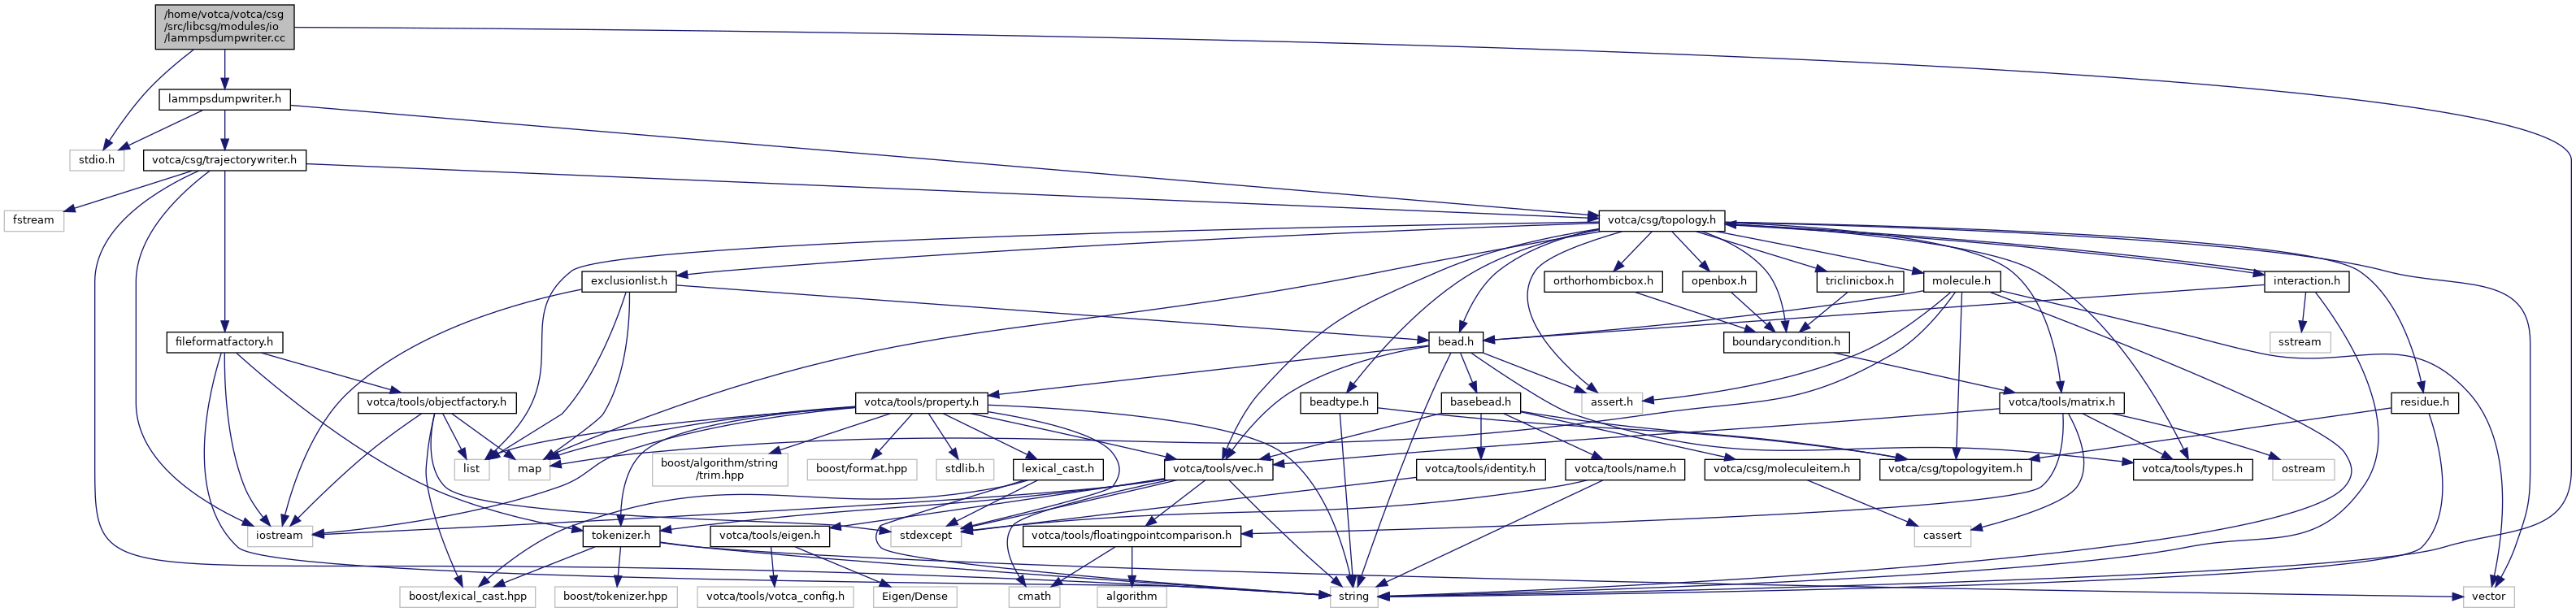 /home/votca/votca/csg
/src/libcsg/modules/io
/lammpsdumpwriter.cc
lammpsdumpwriter.h
stdio.h
votca/csg/trajectorywriter.h
fstream
votca/csg/topology.h
exclusionlist.h
orthorhombicbox.h
openbox.h
triclinicbox.h
molecule.h
interaction.h
fileformatfactory.h
bead.h
boundarycondition.h
sstream
votca/tools/objectfactory.h
votca/tools/property.h
beadtype.h
basebead.h
assert.h
votca/tools/matrix.h
residue.h
list
map
boost/algorithm/string
/trim.hpp
boost/format.hpp
stdlib.h
lexical_cast.h
votca/tools/vec.h
votca/tools/identity.h
votca/tools/name.h
votca/csg/moleculeitem.h
votca/csg/topologyitem.h
votca/tools/types.h
ostream
iostream
tokenizer.h
votca/tools/eigen.h
stdexcept
votca/tools/floatingpointcomparison.h
cassert
boost/lexical_cast.hpp
boost/tokenizer.hpp
votca/tools/votca_config.h
Eigen/Dense
cmath
algorithm
string
vector